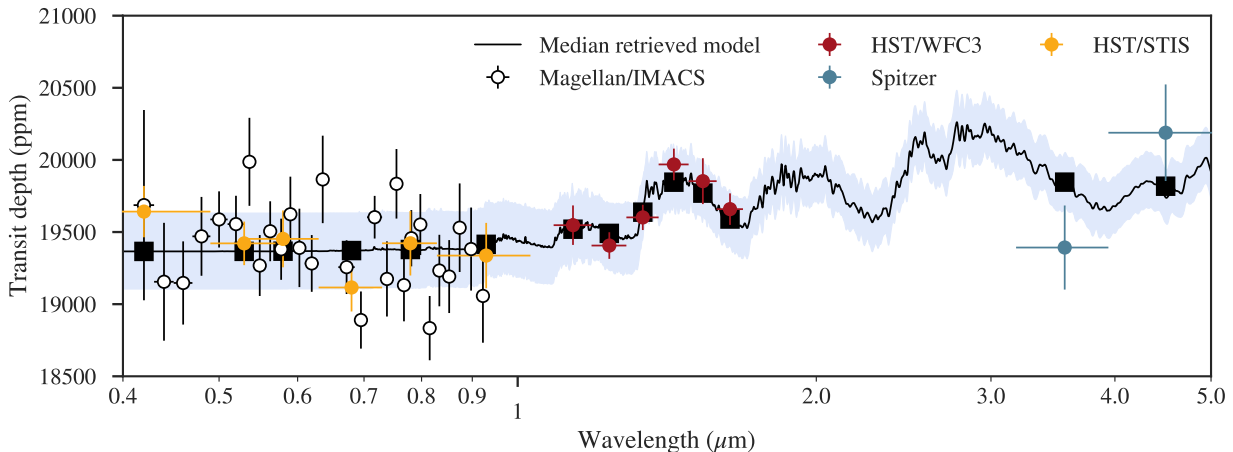 21000
20500
20000
19500
19000
18500
Transit depth (ppm)
Median retrieved model
Magellan/IMACS
HST/WFC3
Spitzer
HST/STIS
0.4 0.5 0.6 0.7 0.8 0.9 1 2.0 3.0 4.0 5.0
Wavelength (μm)